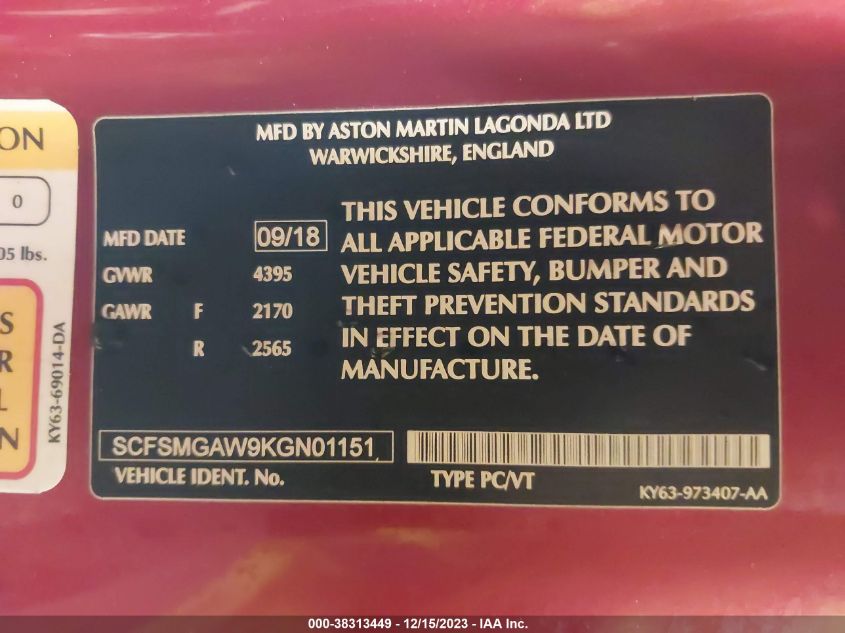 ON
0
05 lbs.
S
R
L
N
KY63-69014-DA
MFD BY ASTON MARTIN LAGONDA LTD
WARWICKSHIRE, ENGLAND
MFD DATE 09/18
GVWR 4395
GAWR F 2170
R 2565
THIS VEHICLE CONFORMS TO
ALL APPLICABLE FEDERAL MOTOR
VEHICLE SAFETY, BUMPER AND
THEFT PREVENTION STANDARDS
IN EFFECT ON THE DATE OF
MANUFACTURE.
SCFSMGAW9KGN01151
VEHICLE IDENT. No.
TYPE PC/VT
KY63-973407-AA
000-38313449 - 12/15/2023 - IAA Inc.